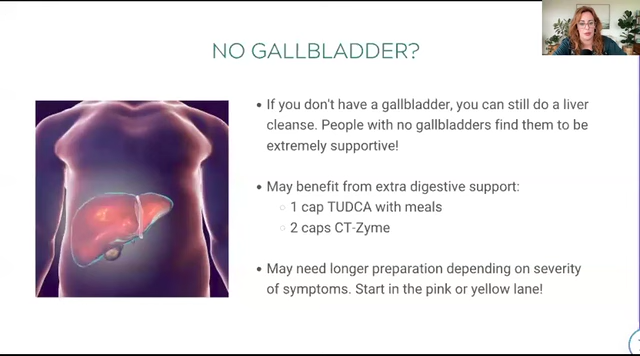 NO GALLBLADDER?
• If you don't have a gallbladder, you can still do a liver
cleanse. People with no gallbladders find them to be
extremely supportive!
• May benefit from extra digestive support:
○ 1 cap TUDCA with meals
○ 2 caps CT-Zyme
• May need longer preparation depending on severity
of symptoms. Start in the pink or yellow lane!